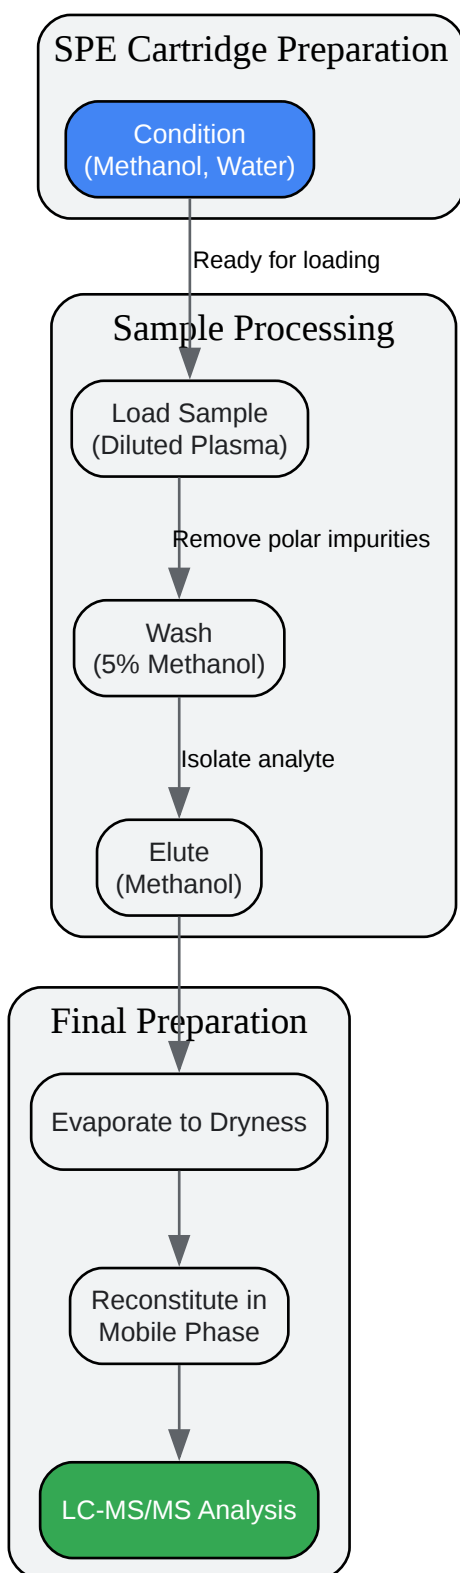 SPE Cartridge Preparation
Condition
(Methanol, Water)
Ready for loading
Sample Processing
Load Sample
(Diluted Plasma)
Remove polar impurities
Wash
(5% Methanol)
Isolate analyte
Elute
(Methanol)
Final Preparation
Evaporate to Dryness
Reconstitute in
Mobile Phase
LC-MS/MS Analysis